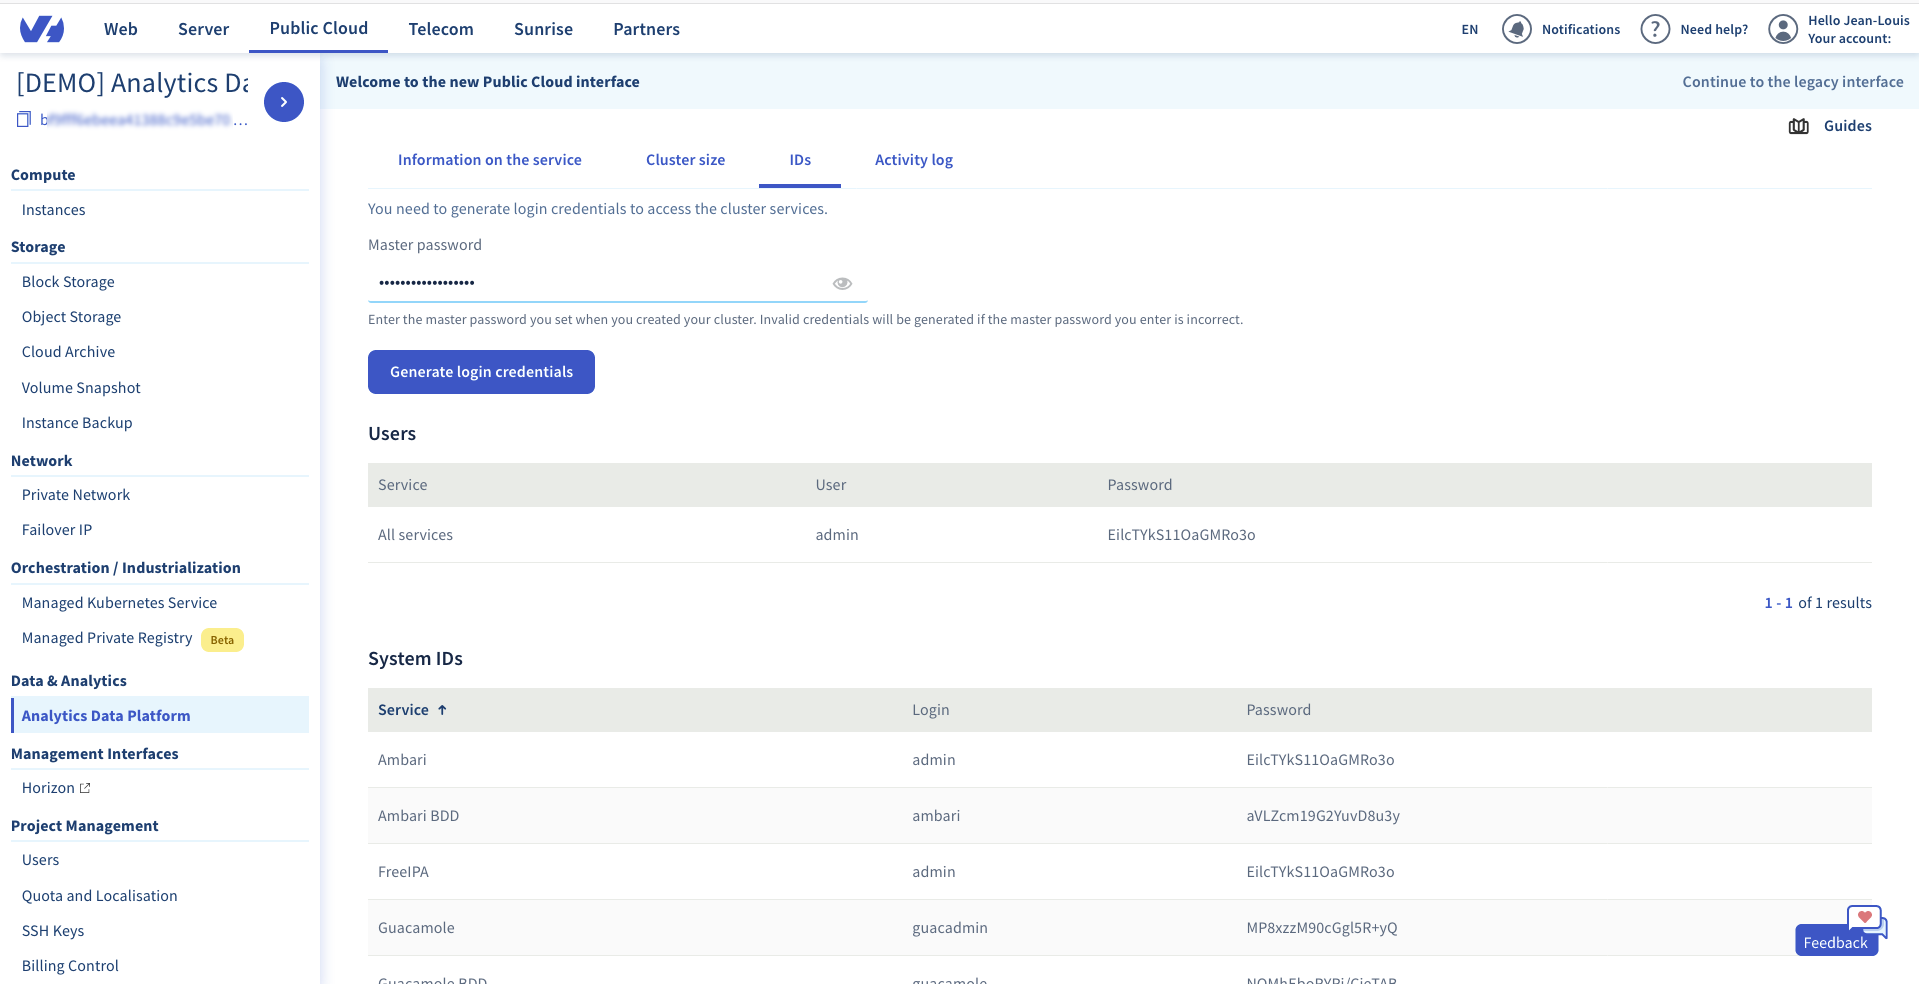 Web Server Public Cloud Telecom Sunrise Partners
EN Notifications ? Need help? Hello Jean-Louis
Your account:
[DEMO] Analytics Da
b
...
Compute
Instances
Storage
Block Storage
Object Storage
Cloud Archive
Volume Snapshot
Instance Backup
Network
Private Network
Failover IP
Orchestration / Industrialization
Managed Kubernetes Service
Managed Private Registry Beta
Data & Analytics
Analytics Data Platform
Management Interfaces
Horizon
Project Management
Users
Quota and Localisation
SSH Keys
Billing Control
Welcome to the new Public Cloud interface
Continue to the legacy interface
Guides
Information on the service Cluster size IDs Activity log
You need to generate login credentials to access the cluster services.
Master password
••••••••••••••••••
Enter the master password you set when you created your cluster. Invalid credentials will be generated if the master password you enter is incorrect.
Generate login credentials
Users
Service User Password
All services admin EilcTYkS11OaGMRo3o
1 - 1 of 1 results
System IDs
Service ↑ Login Password
Ambari admin EilcTYkS11OaGMRo3o
Ambari BDD ambari aVLZcm19G2YuvD8u3y
FreeIPA admin EilcTYkS11OaGMRo3o
Guacamole guacadmin MP8xzzM90cGgl5R+yQ
Guacamole BDD guacamole
Feedback